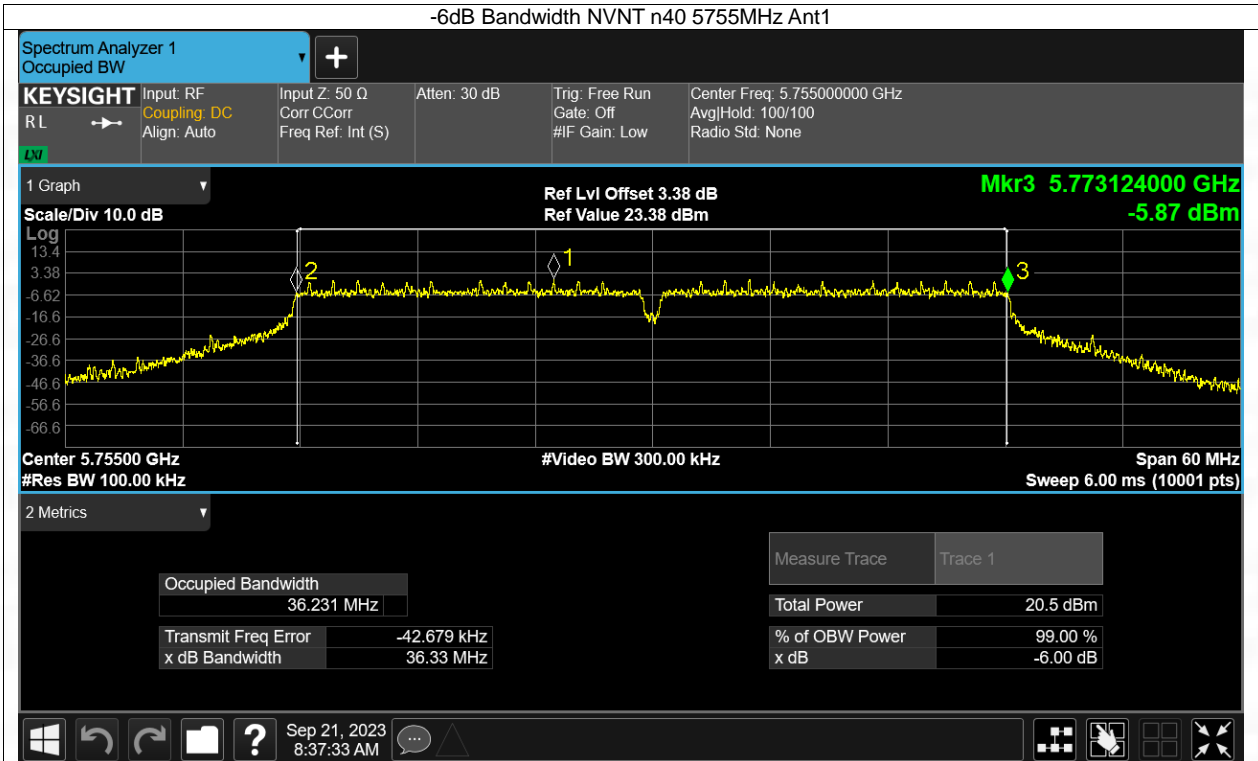 -6dB Bandwidth NVNT n40 5755MHz Ant1
Spectrum Analyzer 1
Occupied BW
KEYSIGHT
R L
LXI
Input: RF
Coupling: DC
Align: Auto
Input Z: 50 Ω
Corr CCorr
Freq Ref: Int (S)
Atten: 30 dB
Trig: Free Run
Gate: Off
#IF Gain: Low
Center Freq: 5.755000000 GHz
Avg|Hold: 100/100
Radio Std: None
1 Graph
Scale/Div 10.0 dB
Ref Lvl Offset 3.38 dB
Ref Value 23.38 dBm
Mkr3 5.773124000 GHz
-5.87 dBm
Log
13.4
3.38
-6.62
-16.6
-26.6
-36.6
-46.6
-56.6
-66.6
2
1
3
Center 5.75500 GHz
#Res BW 100.00 kHz
#Video BW 300.00 kHz
Span 60 MHz
Sweep 6.00 ms (10001 pts)
2 Metrics
Measure Trace Trace 1
Occupied Bandwidth
36.231 MHz
Total Power 20.5 dBm
Transmit Freq Error -42.679 kHz
x dB Bandwidth 36.33 MHz
% of OBW Power 99.00 %
x dB -6.00 dB
?
Sep 21, 2023
8:37:33 AM